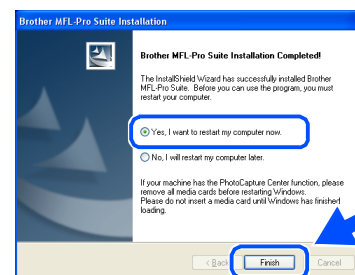 Brother MFL-Pro Suite Installation
Brother MFL-Pro Suite Installation Completed!
The InstallShield Wizard has successfully installed Brother
MFL-Pro Suite. Before you can use the program, you must
restart your computer.
Yes, I want to restart my computer now.
No, I will restart my computer later.
If your machine has the PhotoCapture Center function, please
remove all media cards before restarting Windows.
Please do not insert a media card until Windows has finished
loading.
< Back
Finish
Cancel